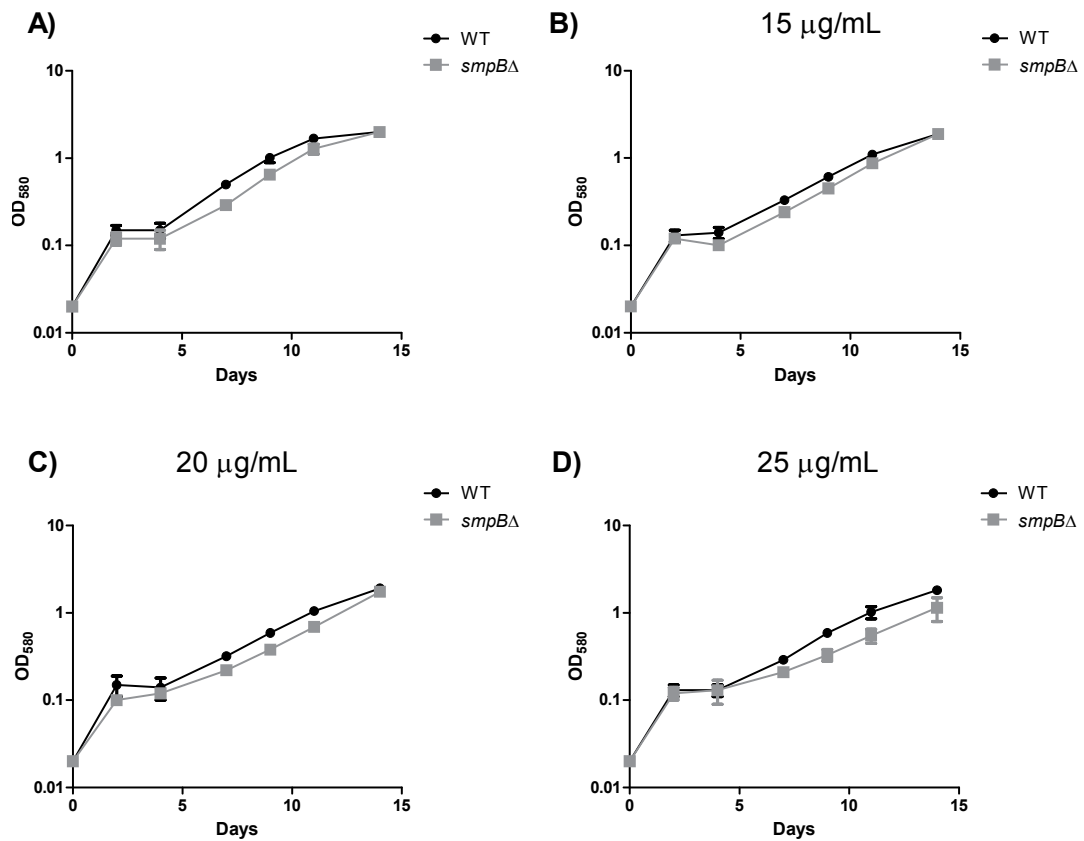 A)
WT
smpBΔ
10
1
0.1
0.01
OD580
0 5 10 15
Days
B) 15 μg/mL
WT
smpBΔ
10
1
0.1
0.01
OD580
0 5 10 15
Days
C) 20 μg/mL
WT
smpBΔ
10
1
0.1
0.01
OD580
0 5 10 15
Days
D) 25 μg/mL
WT
smpBΔ
10
1
0.1
0.01
OD580
0 5 10 15
Days